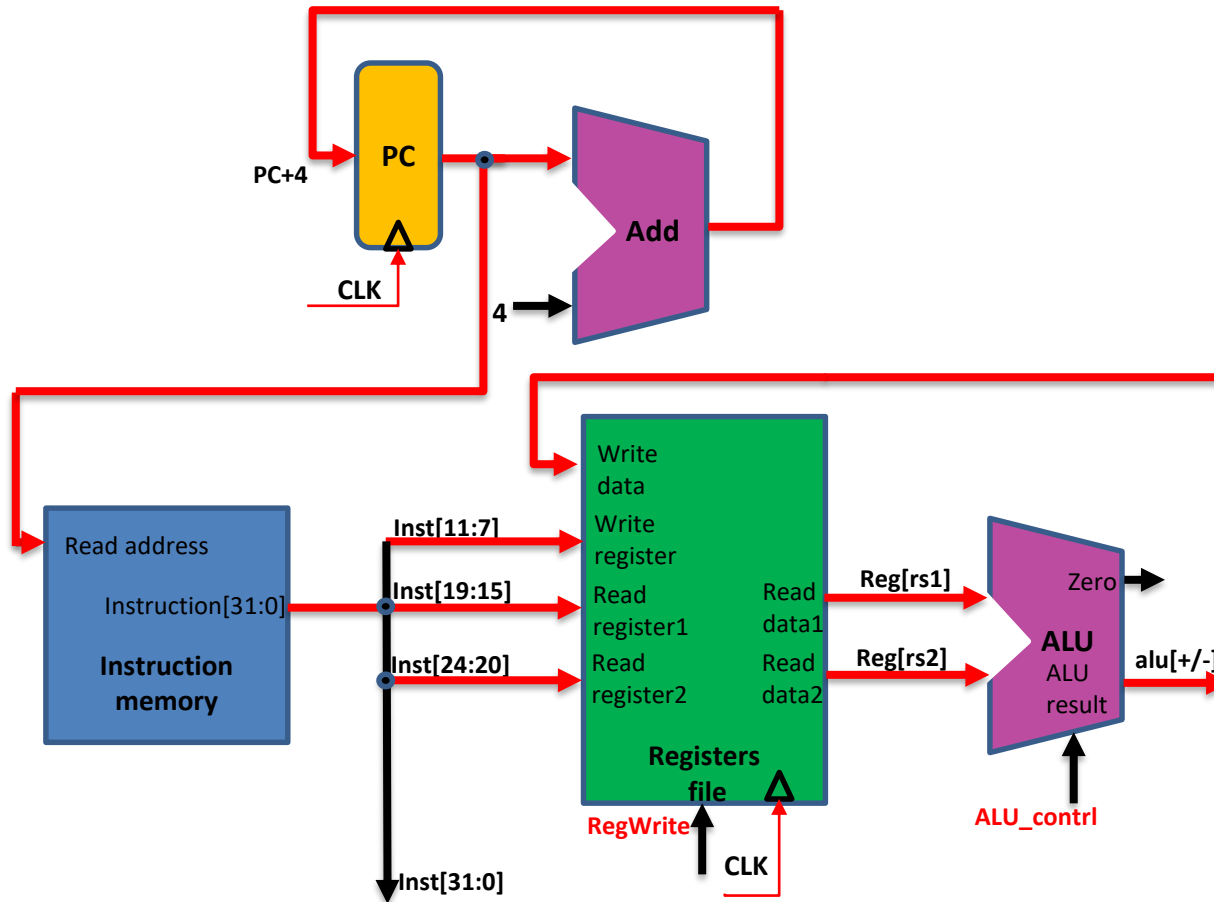 PC
PC+4
Add
CLK
4
Write
data
Inst[11:7]
Write
register
Read address
Reg[rs1]
Zero
Inst[19:15]
Instruction[31:0]
Read
register1
Read
data1
ALU
Reg[rs2]
alu[+/-]
Inst[24:20]
Instruction
memory
Read
register2
Read
data2
ALU
result
Registers
file
RegWrite
ALU_contrl
CLK
Inst[31:0]